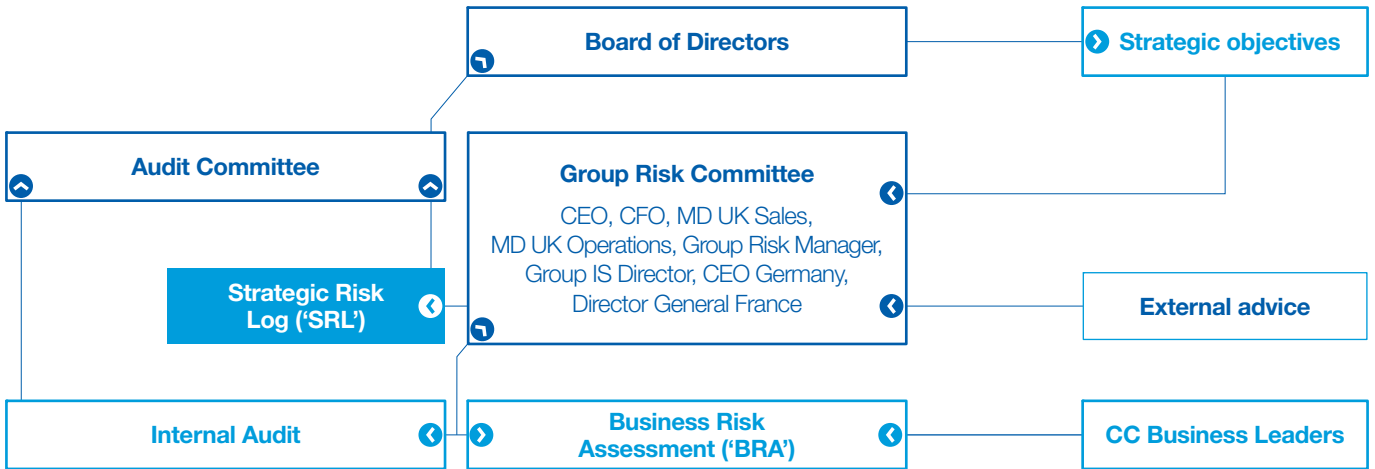 Board of Directors
Strategic objectives
Audit Committee
Group Risk Committee
CEO, CFO, MD UK Sales,
MD UK Operations, Group Risk Manager,
Group IS Director, CEO Germany,
Director General France
Strategic Risk
Log (‘SRL’)
External advice
Internal Audit
Business Risk
Assessment (‘BRA’)
CC Business Leaders